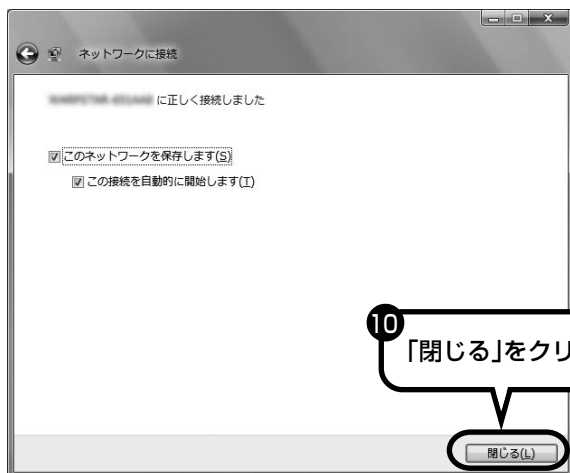 ネットワークに接続
に正しく接続しました
このネットワークを保存します(S)
この接続を自動的に開始します(T)
10
「閉じる」をクリ
閉じる(L)